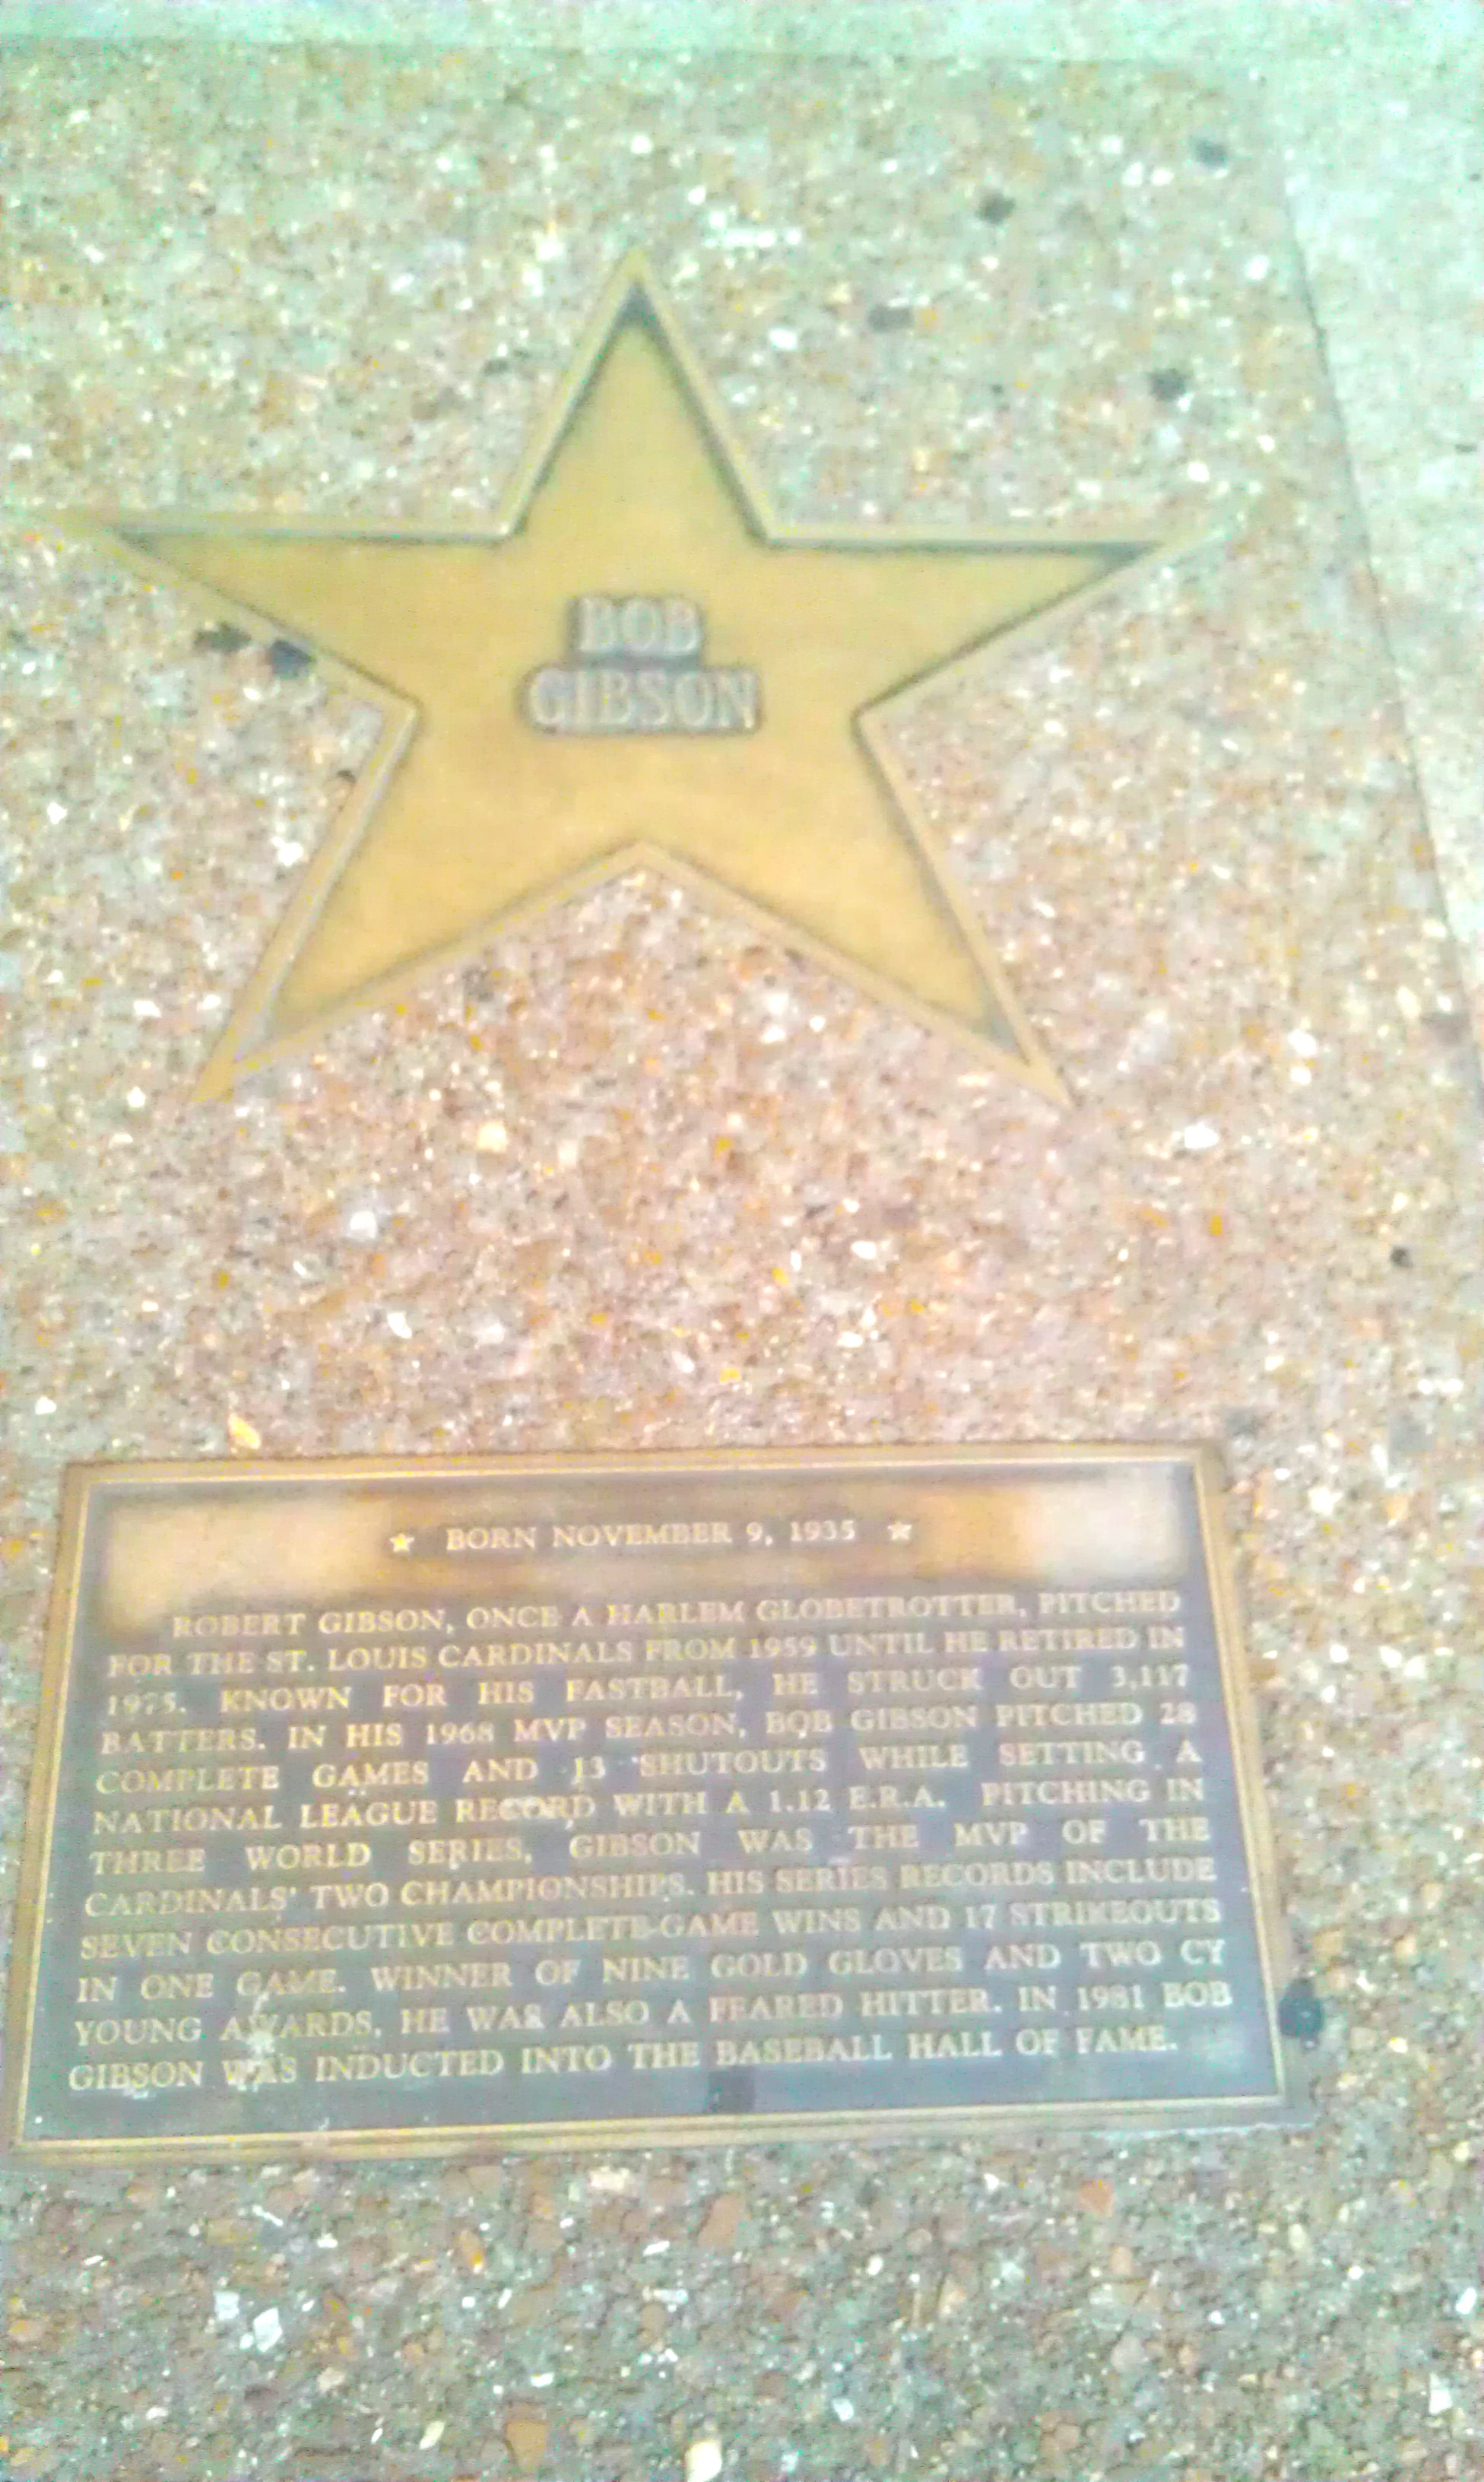 BOB
GIBSON
★ BORN NOVEMBER 9, 1935 ★
ROBERT GIBSON, ONCE A HARLEM GLOBETROTTER, PITCHED
FOR THE ST. LOUIS CARDINALS FROM 1959 UNTIL HE RETIRED IN
1975. KNOWN FOR HIS FASTBALL, HE STRUCK OUT 3,117
BATTERS. IN HIS 1968 MVP SEASON, BOB GIBSON PITCHED 28
COMPLETE GAMES AND 13 SHUTOUTS WHILE SETTING A
NATIONAL LEAGUE RECORD WITH A 1.12 E.R.A. PITCHING IN
THREE WORLD SERIES, GIBSON WAS THE MVP OF THE
CARDINALS' TWO CHAMPIONSHIPS. HIS SERIES RECORDS INCLUDE
SEVEN CONSECUTIVE COMPLETE-GAME WINS AND 17 STRIKEOUTS
IN ONE GAME. WINNER OF NINE GOLD GLOVES AND TWO CY
YOUNG AWARDS, HE WAS ALSO A FEARED HITTER. IN 1981 BOB
GIBSON WAS INDUCTED INTO THE BASEBALL HALL OF FAME.